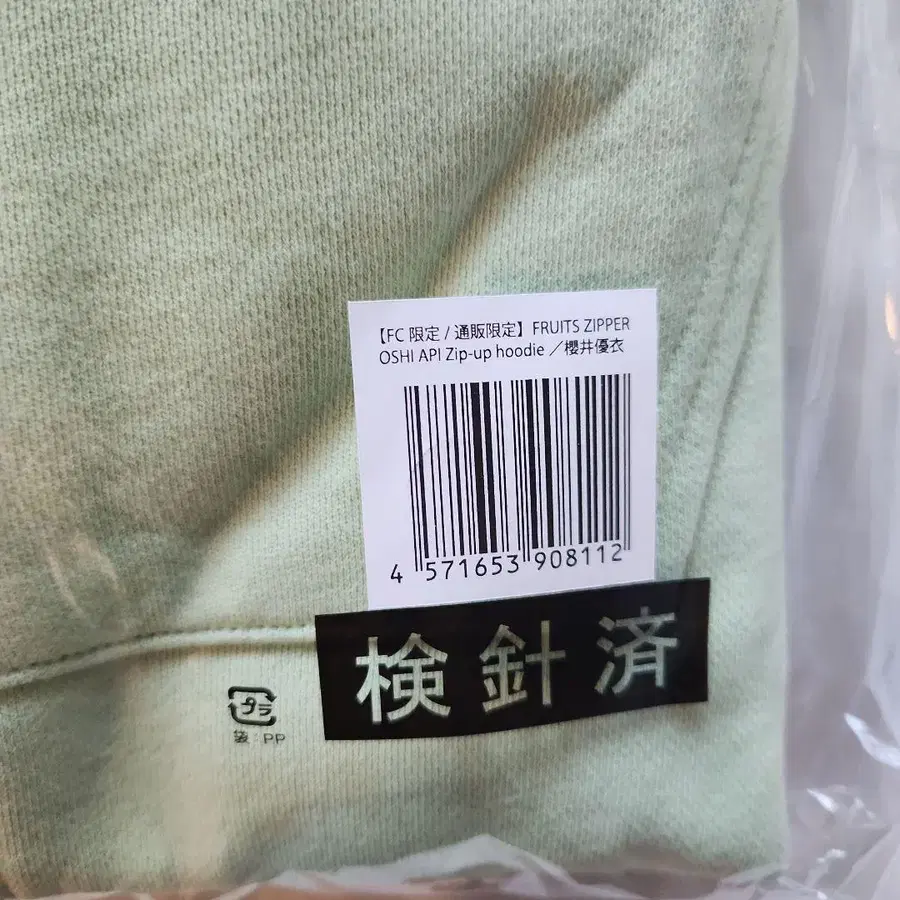 【FC 限定 / 通販限定】FRUITS ZIPPER
OSHI API Zip-up hoodie ／櫻井優衣
4 571653 908112
検針済
プラ
袋：PP